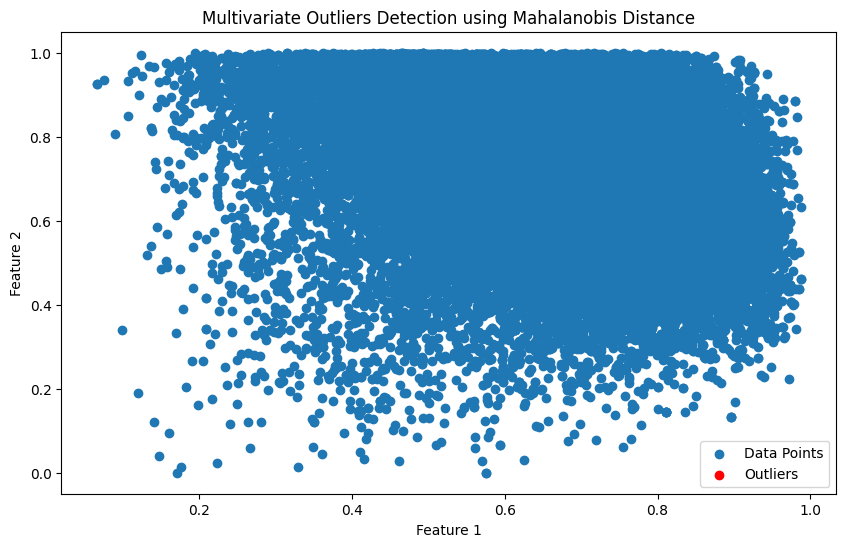 Multivariate Outliers Detection using Mahalanobis Distance
1.0
0.8
0.6
0.4
0.2
0.0
Feature 2
0.2
0.4
0.6
0.8
1.0
Feature 1
Data Points
Outliers